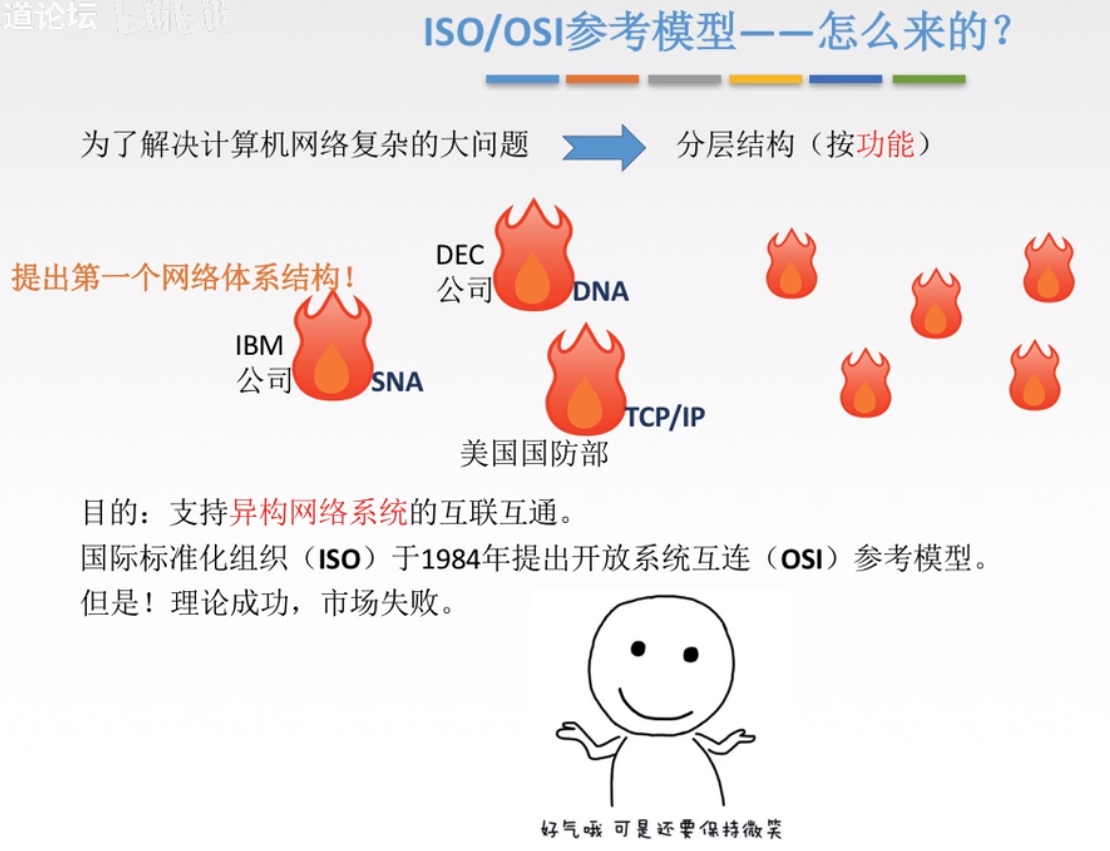 道论坛
ISO/OSI参考模型——怎么来的？
为了解决计算机网络复杂的大问题
分层结构（按功能）
提出第一个网络体系结构！
DEC
公司
DNA
IBM
公司
SNA
TCP/IP
美国国防部
目的：支持异构网络系统的互联互通。
国际标准化组织（ISO）于1984年提出开放系统互连（OSI）参考模型。
但是！理论成功，市场失败。
好气哦 可是还要保持微笑